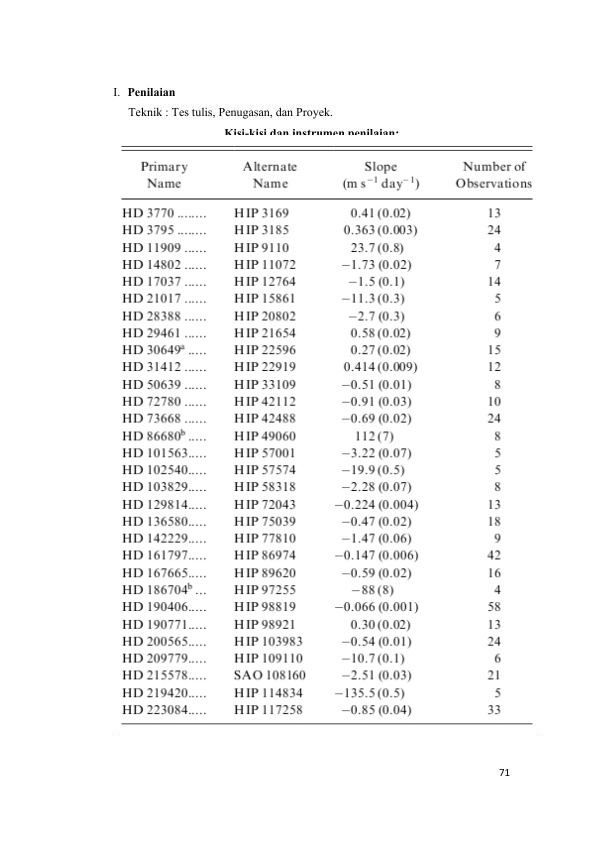 I. Penilaian
Teknik : Tes tulis, Penugasan, dan Proyek.
Kisi-kisi dan instrumen penilaian:
Primary Alternate Slope Number of
Name Name (m s⁻¹ day⁻¹) Observations
HD 3770 ........ HIP 3169 0.41 (0.02) 13
HD 3795 ........ HIP 3185 0.363 (0.003) 24
HD 11909 ...... HIP 9110 23.7 (0.8) 4
HD 14802 ...... HIP 11072 −1.73 (0.02) 7
HD 17037 ...... HIP 12764 −1.5 (0.1) 14
HD 21017 ...... HIP 15861 −11.3 (0.3) 5
HD 28388 ...... HIP 20802 −2.7 (0.3) 6
HD 29461 ...... HIP 21654 0.58 (0.02) 9
HD 30649ᵃ ..... HIP 22596 0.27 (0.02) 15
HD 31412 ...... HIP 22919 0.414 (0.009) 12
HD 50639 ...... HIP 33109 −0.51 (0.01) 8
HD 72780 ...... HIP 42112 −0.91 (0.03) 10
HD 73668 ...... HIP 42488 −0.69 (0.02) 24
HD 86680ᵇ ..... HIP 49060 112 (7) 8
HD 101563..... HIP 57001 −3.22 (0.07) 5
HD 102540..... HIP 57574 −19.9 (0.5) 5
HD 103829..... HIP 58318 −2.28 (0.07) 8
HD 129814..... HIP 72043 −0.224 (0.004) 13
HD 136580..... HIP 75039 −0.47 (0.02) 18
HD 142229..... HIP 77810 −1.47 (0.06) 9
HD 161797..... HIP 86974 −0.147 (0.006) 42
HD 167665..... HIP 89620 −0.59 (0.02) 16
HD 186704ᵇ ... HIP 97255 −88 (8) 4
HD 190406..... HIP 98819 −0.066 (0.001) 58
HD 190771..... HIP 98921 0.30 (0.02) 13
HD 200565..... HIP 103983 −0.54 (0.01) 24
HD 209779..... HIP 109110 −10.7 (0.1) 6
HD 215578..... SAO 108160 −2.51 (0.03) 21
HD 219420..... HIP 114834 −135.5 (0.5) 5
HD 223084..... HIP 117258 −0.85 (0.04) 33
71